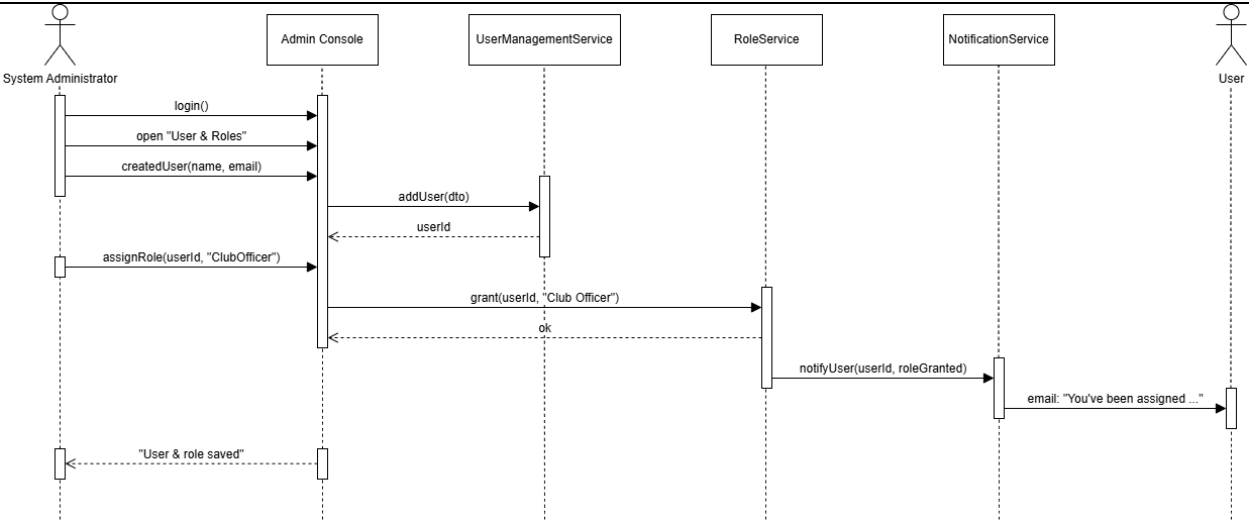 System Administrator
Admin Console
UserManagementService
RoleService
NotificationService
User
login()
open "User & Roles"
createdUser(name, email)
addUser(dto)
userId
assignRole(userId, "ClubOfficer")
grant(userId, "Club Officer")
ok
notifyUser(userId, roleGranted)
email: "You've been assigned ..."
"User & role saved"